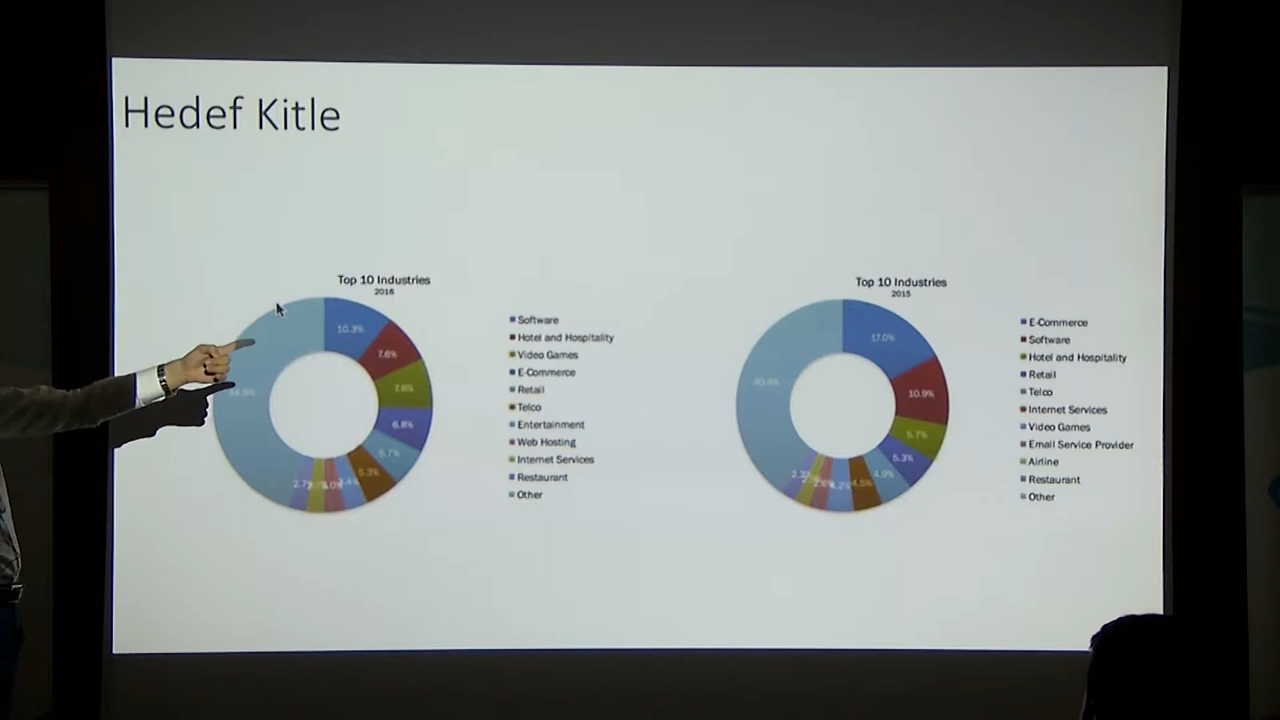 Hedef Kitle
Top 10 Industries
2016
10.3%
7.6%
7.6%
6.8%
5.7%
5.3%
Software
Hotel and Hospitality
Video Games
E-Commerce
Retail
Telco
Entertainment
Web Hosting
Internet Services
Restaurant
Other
Top 10 Industries
2015
17.0%
10.9%
5.7%
5.3%
4.9%
4.5%
E-Commerce
Software
Hotel and Hospitality
Retail
Telco
Internet Services
Video Games
Email Service Provider
Airline
Restaurant
Other